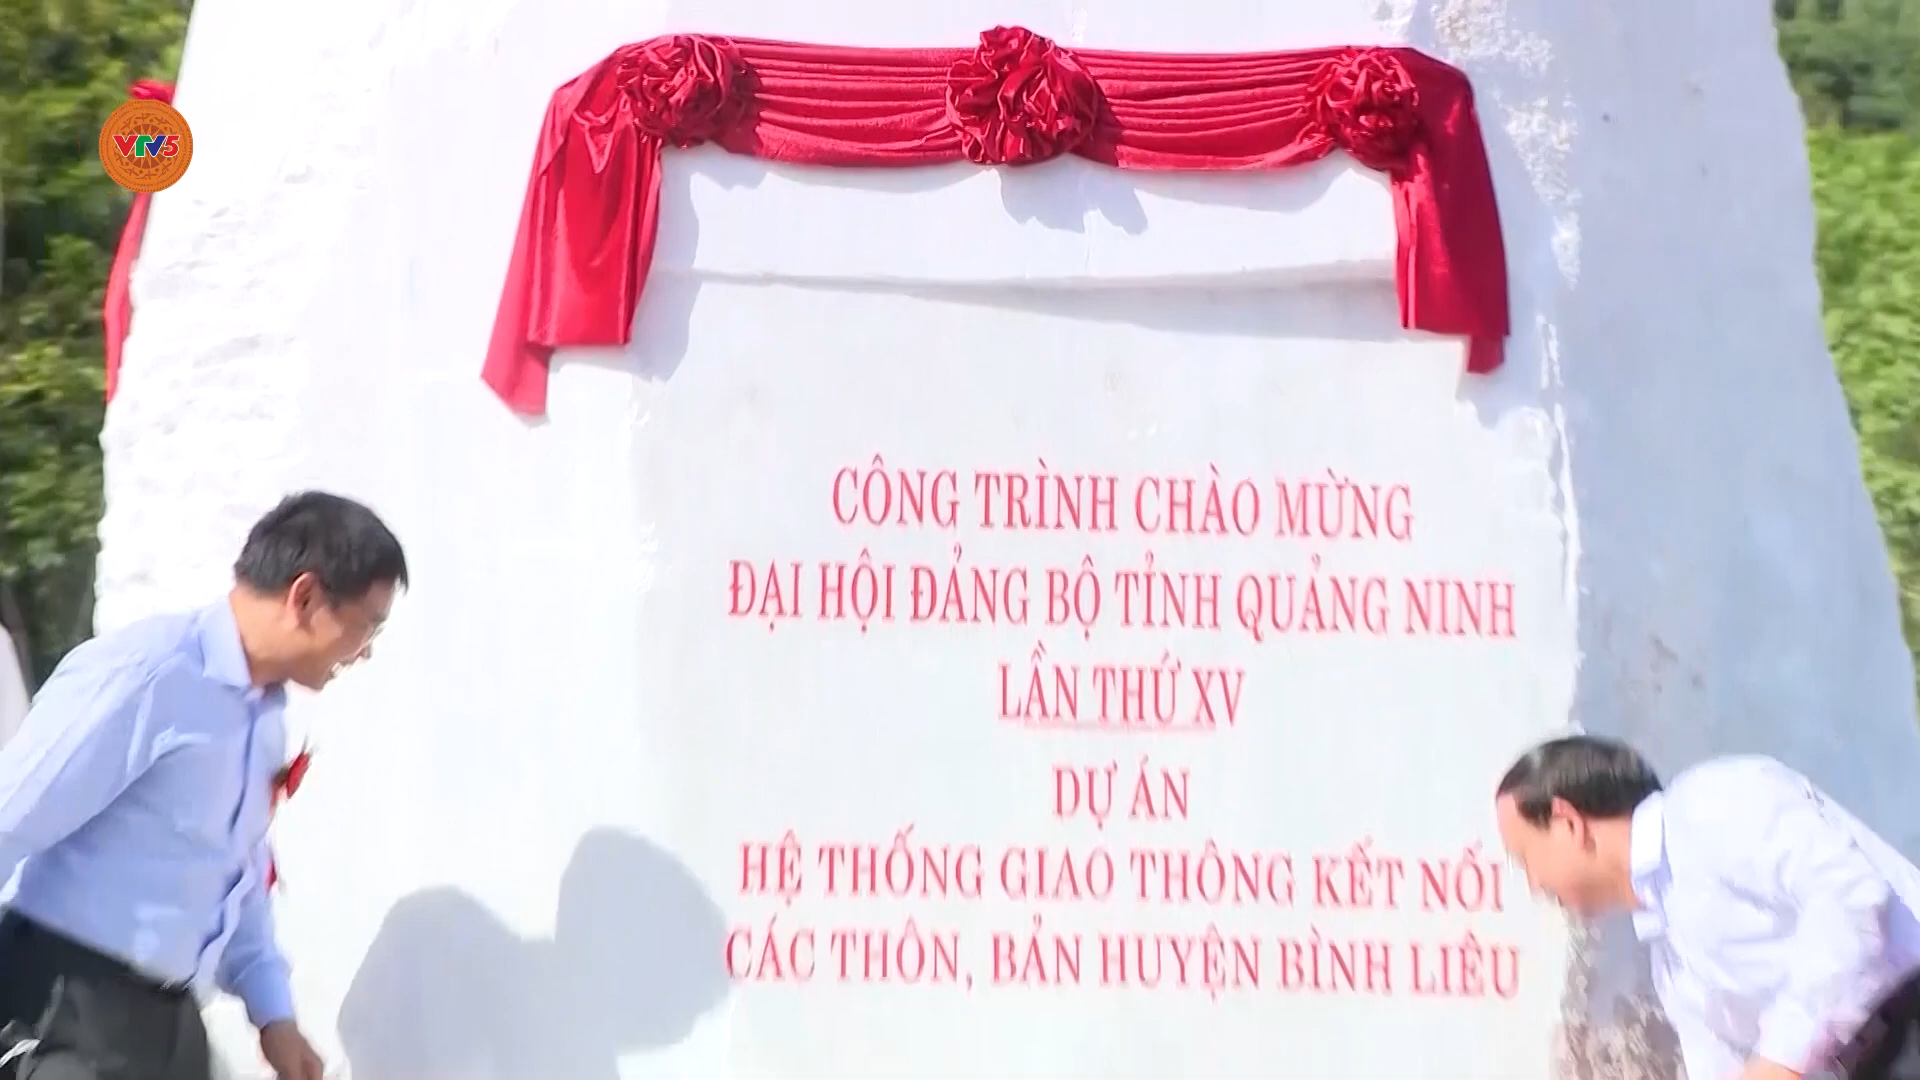 VTV5
CÔNG TRÌNH CHÀO MỪNG
ĐẠI HỘI ĐẢNG BỘ TỈNH QUẢNG NINH
LẦN THỨ XV
DỰ ÁN
HỆ THỐNG GIAO THÔNG KẾT NỐI
CÁC THÔN, BẢN HUYỆN BÌNH LIÊU